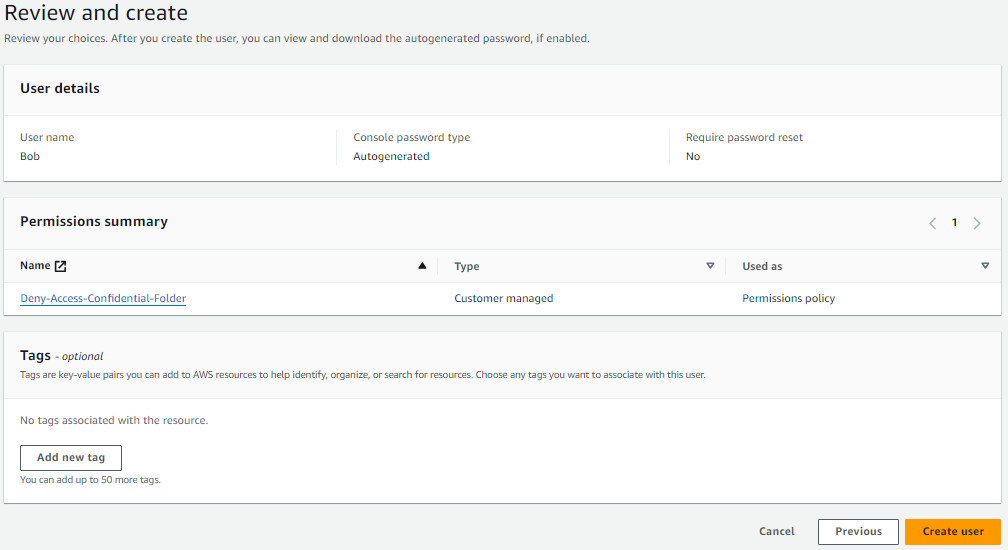 Review and create
Review your choices. After you create the user, you can view and download the autogenerated password, if enabled.
User details
User name
Bob
Console password type
Autogenerated
Require password reset
No
Permissions summary
1
Name
Type
Used as
Deny-Access-Confidential-Folder
Customer managed
Permissions policy
Tags - optional
Tags are key-value pairs you can add to AWS resources to help identify, organize, or search for resources. Choose any tags you want to associate with this user.
No tags associated with the resource.
Add new tag
You can add up to 50 more tags.
Cancel
Previous
Create user